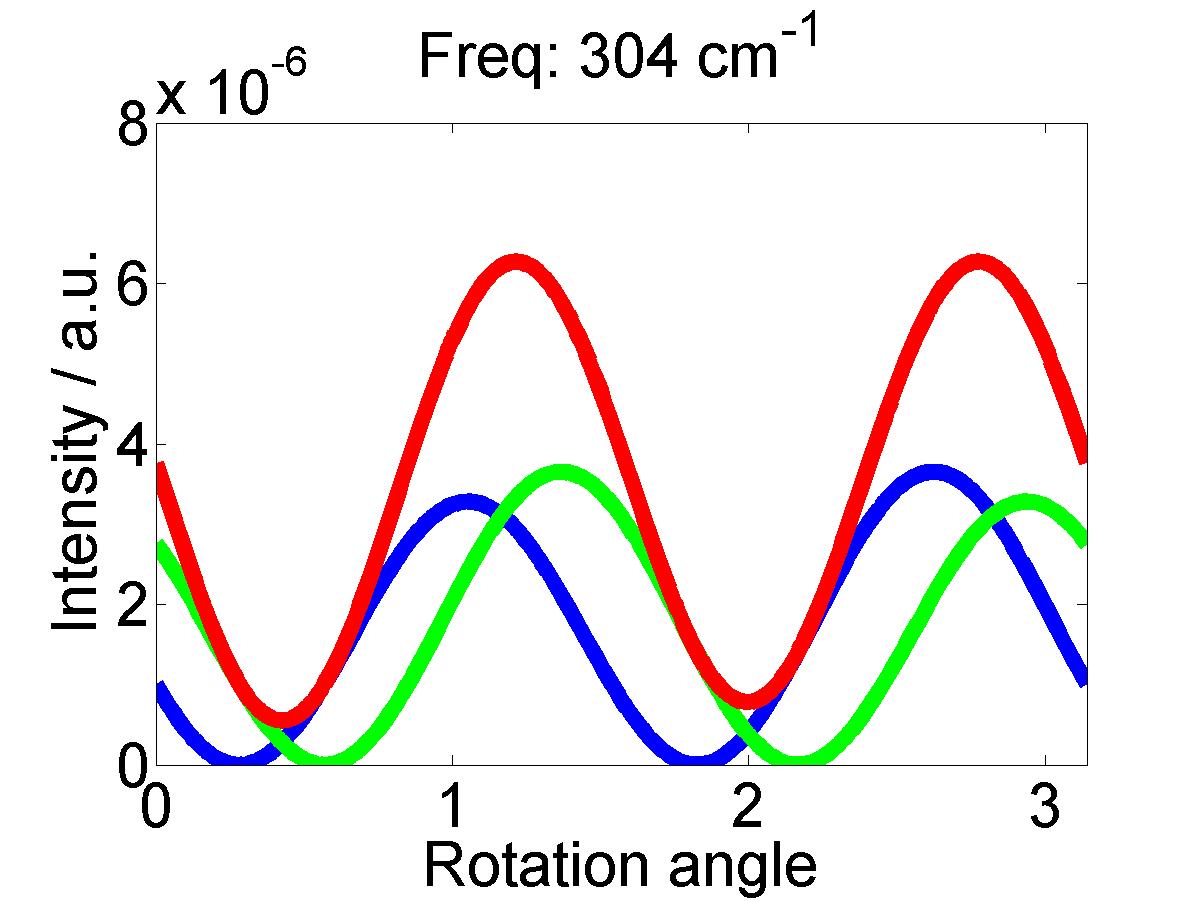 Freq: 304 cm⁻¹
x 10⁻⁶
8
6
4
2
0
Intensity / a.u.
0 1 2 3
Rotation angle